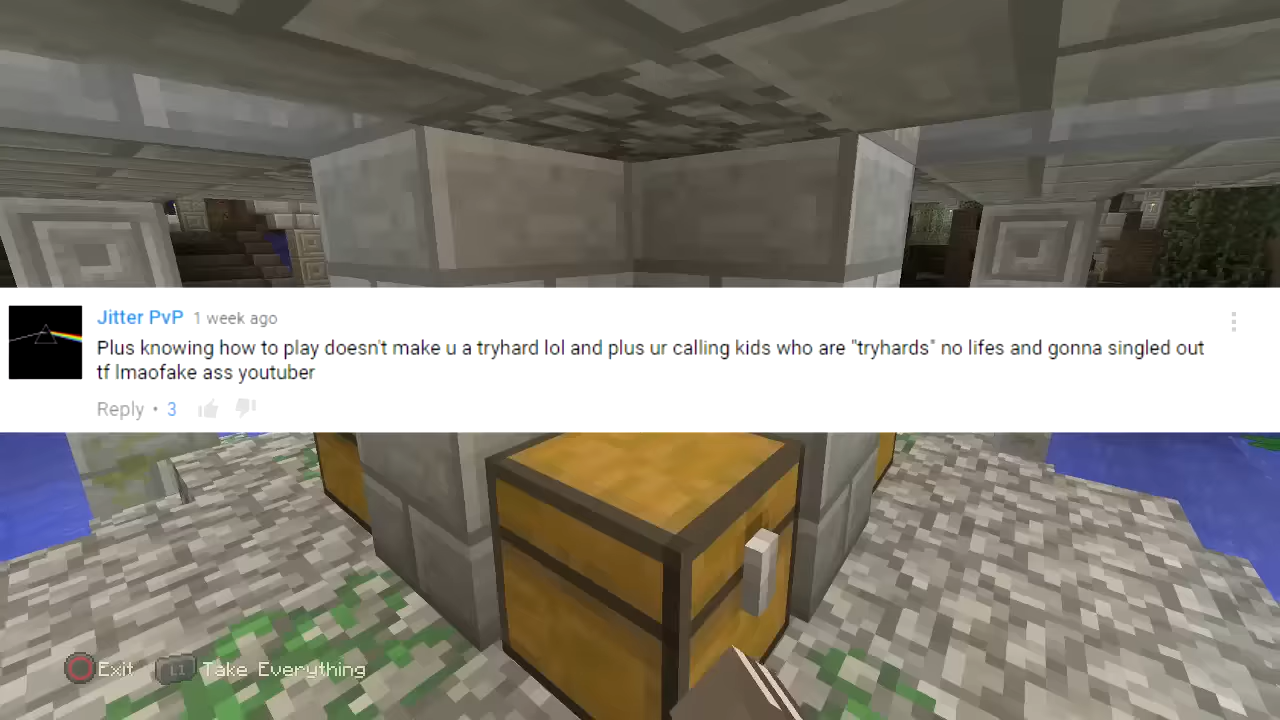 Jitter PvP 1 week ago
Plus knowing how to play doesn't make u a tryhard lol and plus ur calling kids who are "tryhards" no lifes and gonna singled out
tf lmaofake ass youtuber
Reply • 3
Exit L1 Take Everything